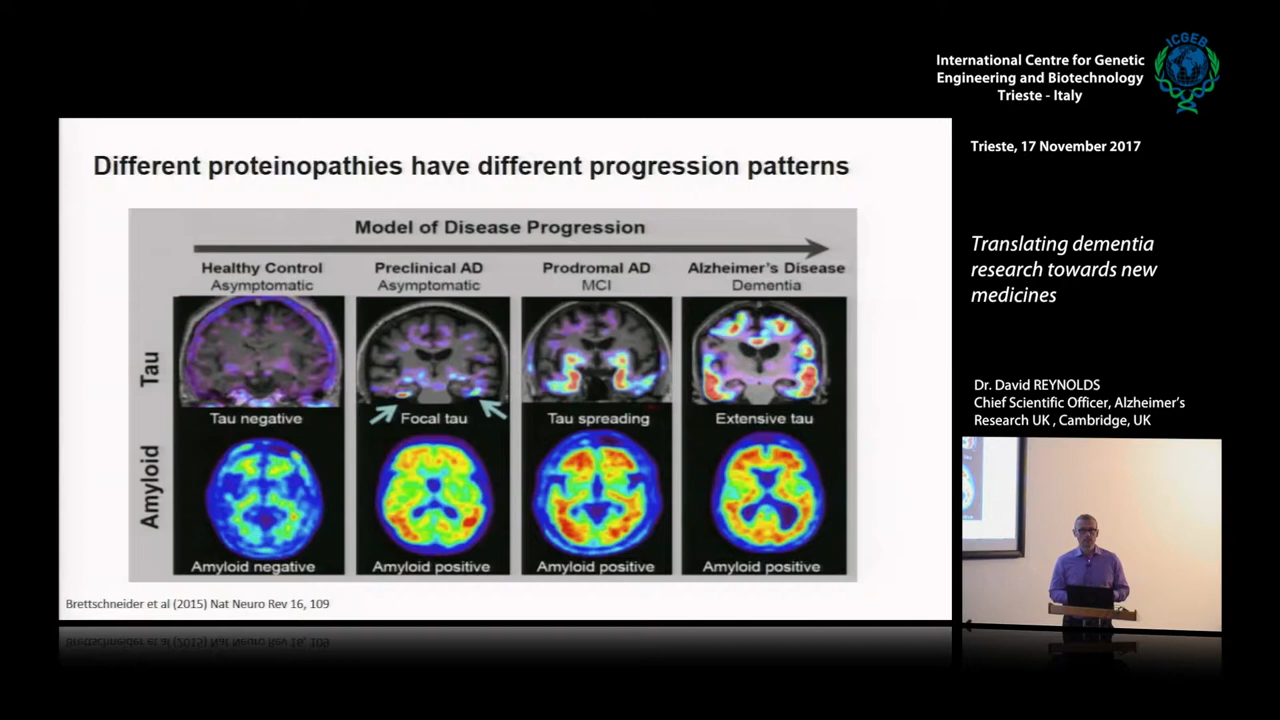 ICGEB
International Centre for Genetic
Engineering and Biotechnology
Trieste - Italy
Trieste, 17 November 2017
Different proteinopathies have different progression patterns
Model of Disease Progression
Healthy Control
Asymptomatic
Preclinical AD
Asymptomatic
Prodromal AD
MCI
Alzheimer's Disease
Dementia
Tau
Tau negative
Focal tau
Tau spreading
Extensive tau
Amyloid
Amyloid negative
Amyloid positive
Amyloid positive
Amyloid positive
Brettschneider et al (2015) Nat Neuro Rev 16, 109
Translating dementia
research towards new
medicines
Dr. David REYNOLDS
Chief Scientific Officer, Alzheimer's
Research UK , Cambridge, UK